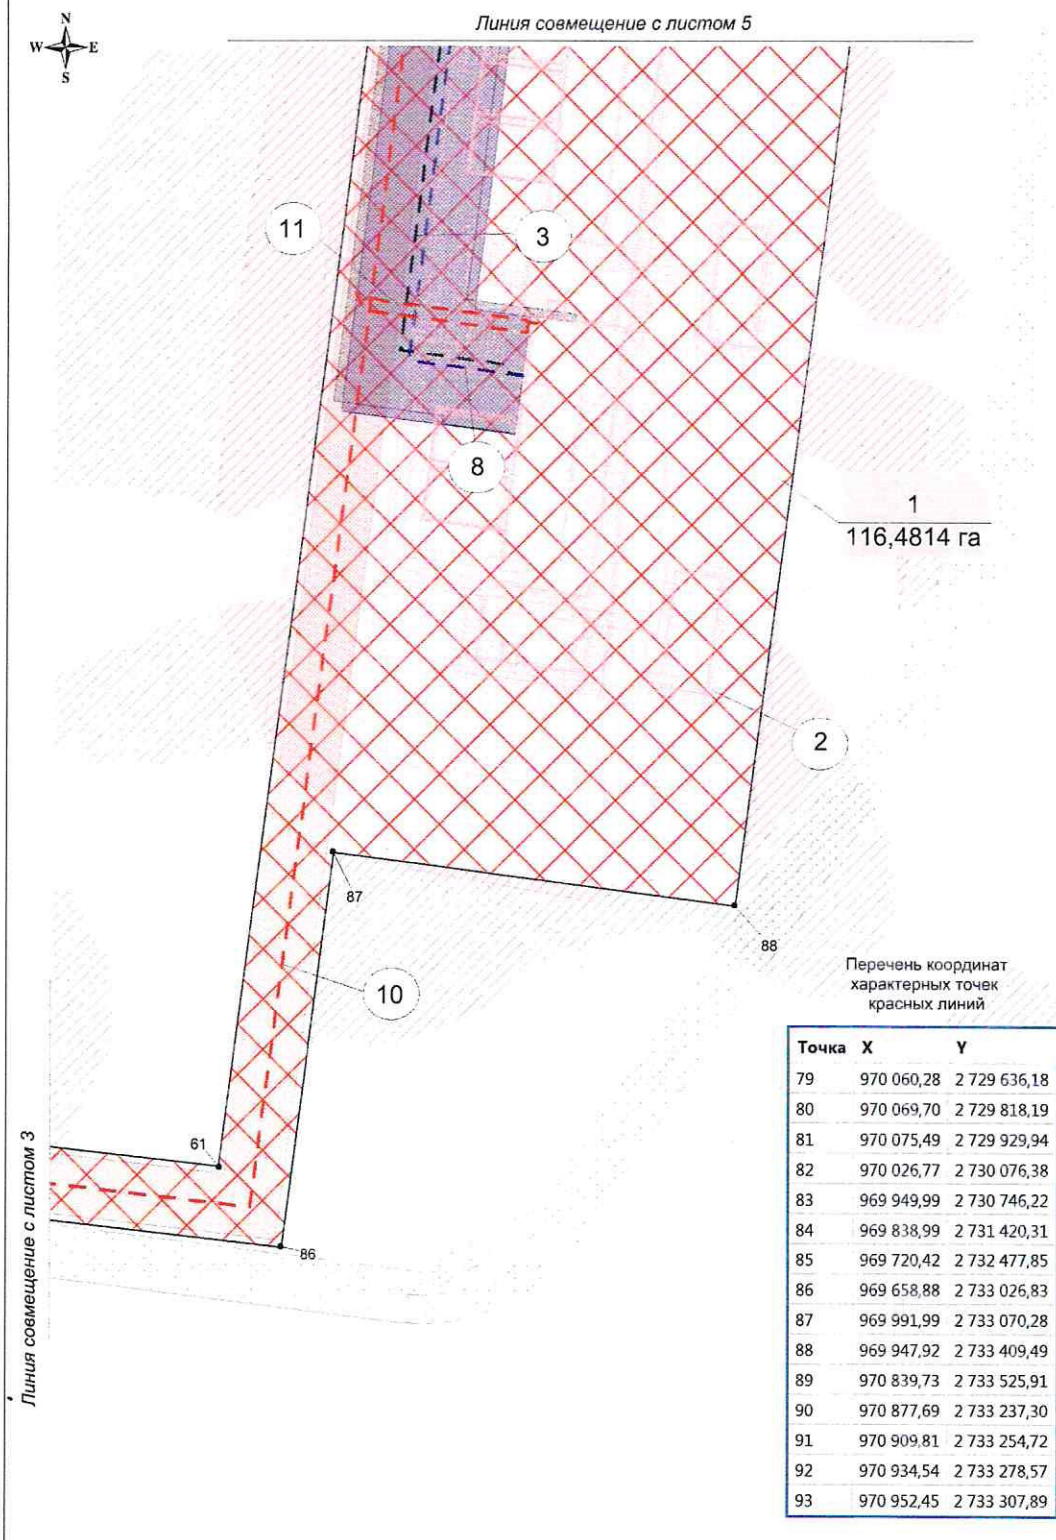 Линия совмещение с листом 5
N
W E
S
11
3
8
1
116,4814 га
2
87
88
10
Перечень координат
характерных точек
красных линий
Точка X Y
79 970 060,28 2 729 636,18
80 970 069,70 2 729 818,19
81 970 075,49 2 729 929,94
82 970 026,77 2 730 076,38
83 969 949,99 2 730 746,22
84 969 838,99 2 731 420,31
85 969 720,42 2 732 477,85
86 969 658,88 2 733 026,83
87 969 991,99 2 733 070,28
88 969 947,92 2 733 409,49
89 970 839,73 2 733 525,91
90 970 877,69 2 733 237,30
91 970 909,81 2 733 254,72
92 970 934,54 2 733 278,57
93 970 952,45 2 733 307,89
61
86
Линия совмещение с листом 3